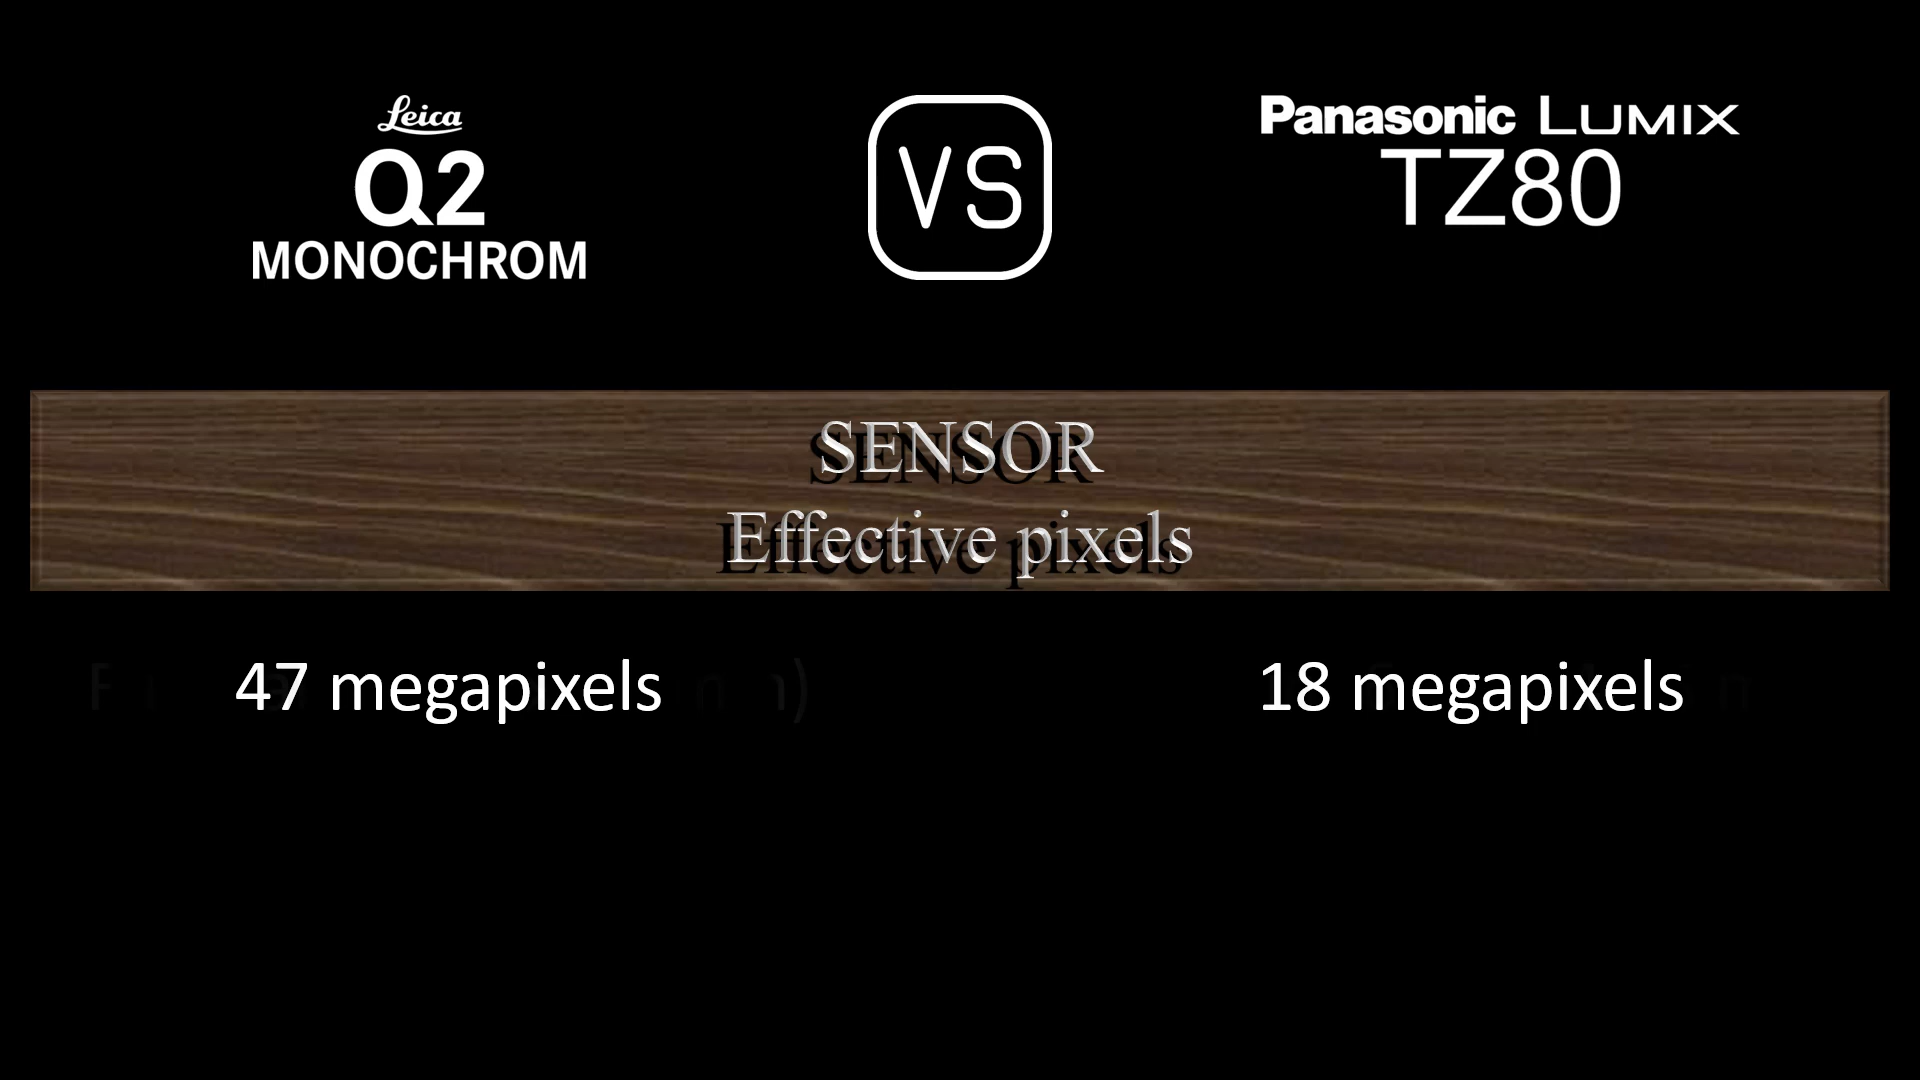 Leica
Q2
MONOCHROM
VS
Panasonic LUMIX
TZ80
SENSOR
Effective pixels
47 megapixels
18 megapixels